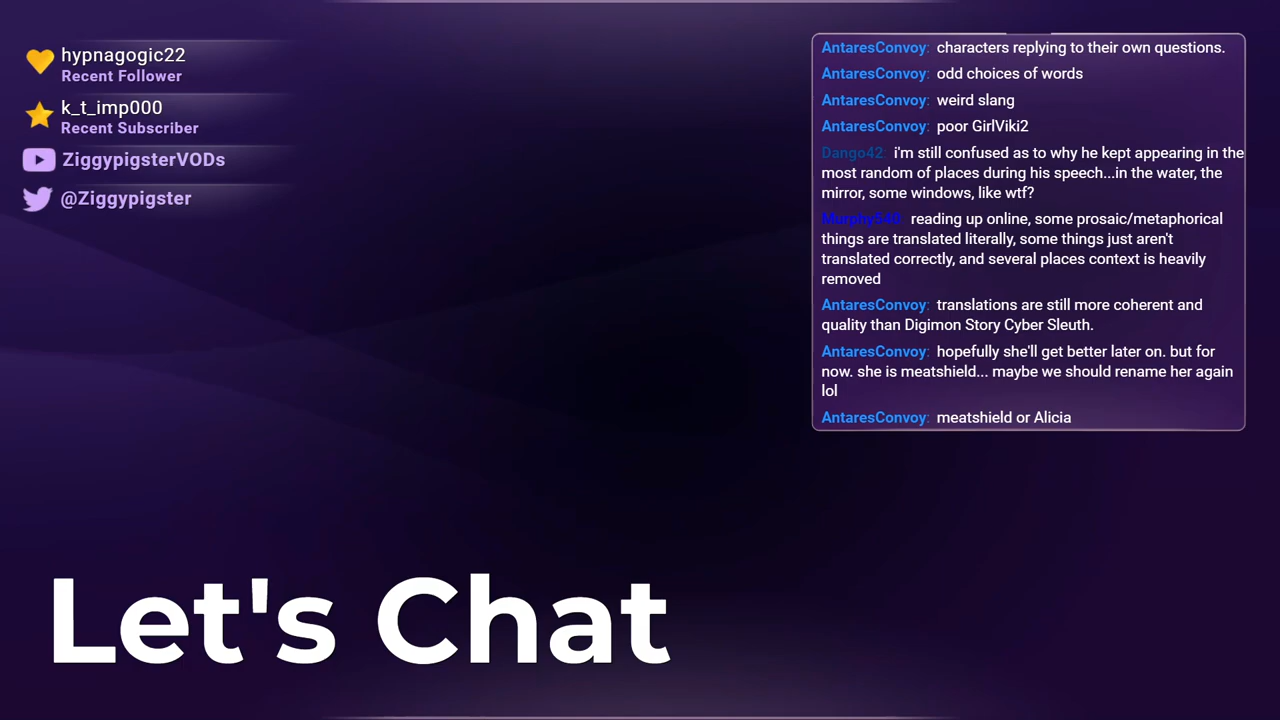 hypnagogic22
Recent Follower
k_t_imp000
Recent Subscriber
ZiggypigsterVODs
@Ziggypigster
AntaresConvoy: characters replying to their own questions.
AntaresConvoy: odd choices of words
AntaresConvoy: weird slang
AntaresConvoy: poor GirlViki2
Dango42: i'm still confused as to why he kept appearing in the
most random of places during his speech...in the water, the
mirror, some windows, like wtf?
Murphy540: reading up online, some prosaic/metaphorical
things are translated literally, some things just aren't
translated correctly, and several places context is heavily
removed
AntaresConvoy: translations are still more coherent and
quality than Digimon Story Cyber Sleuth.
AntaresConvoy: hopefully she'll get better later on. but for
now. she is meatshield... maybe we should rename her again
lol
AntaresConvoy: meatshield or Alicia
Let's Chat